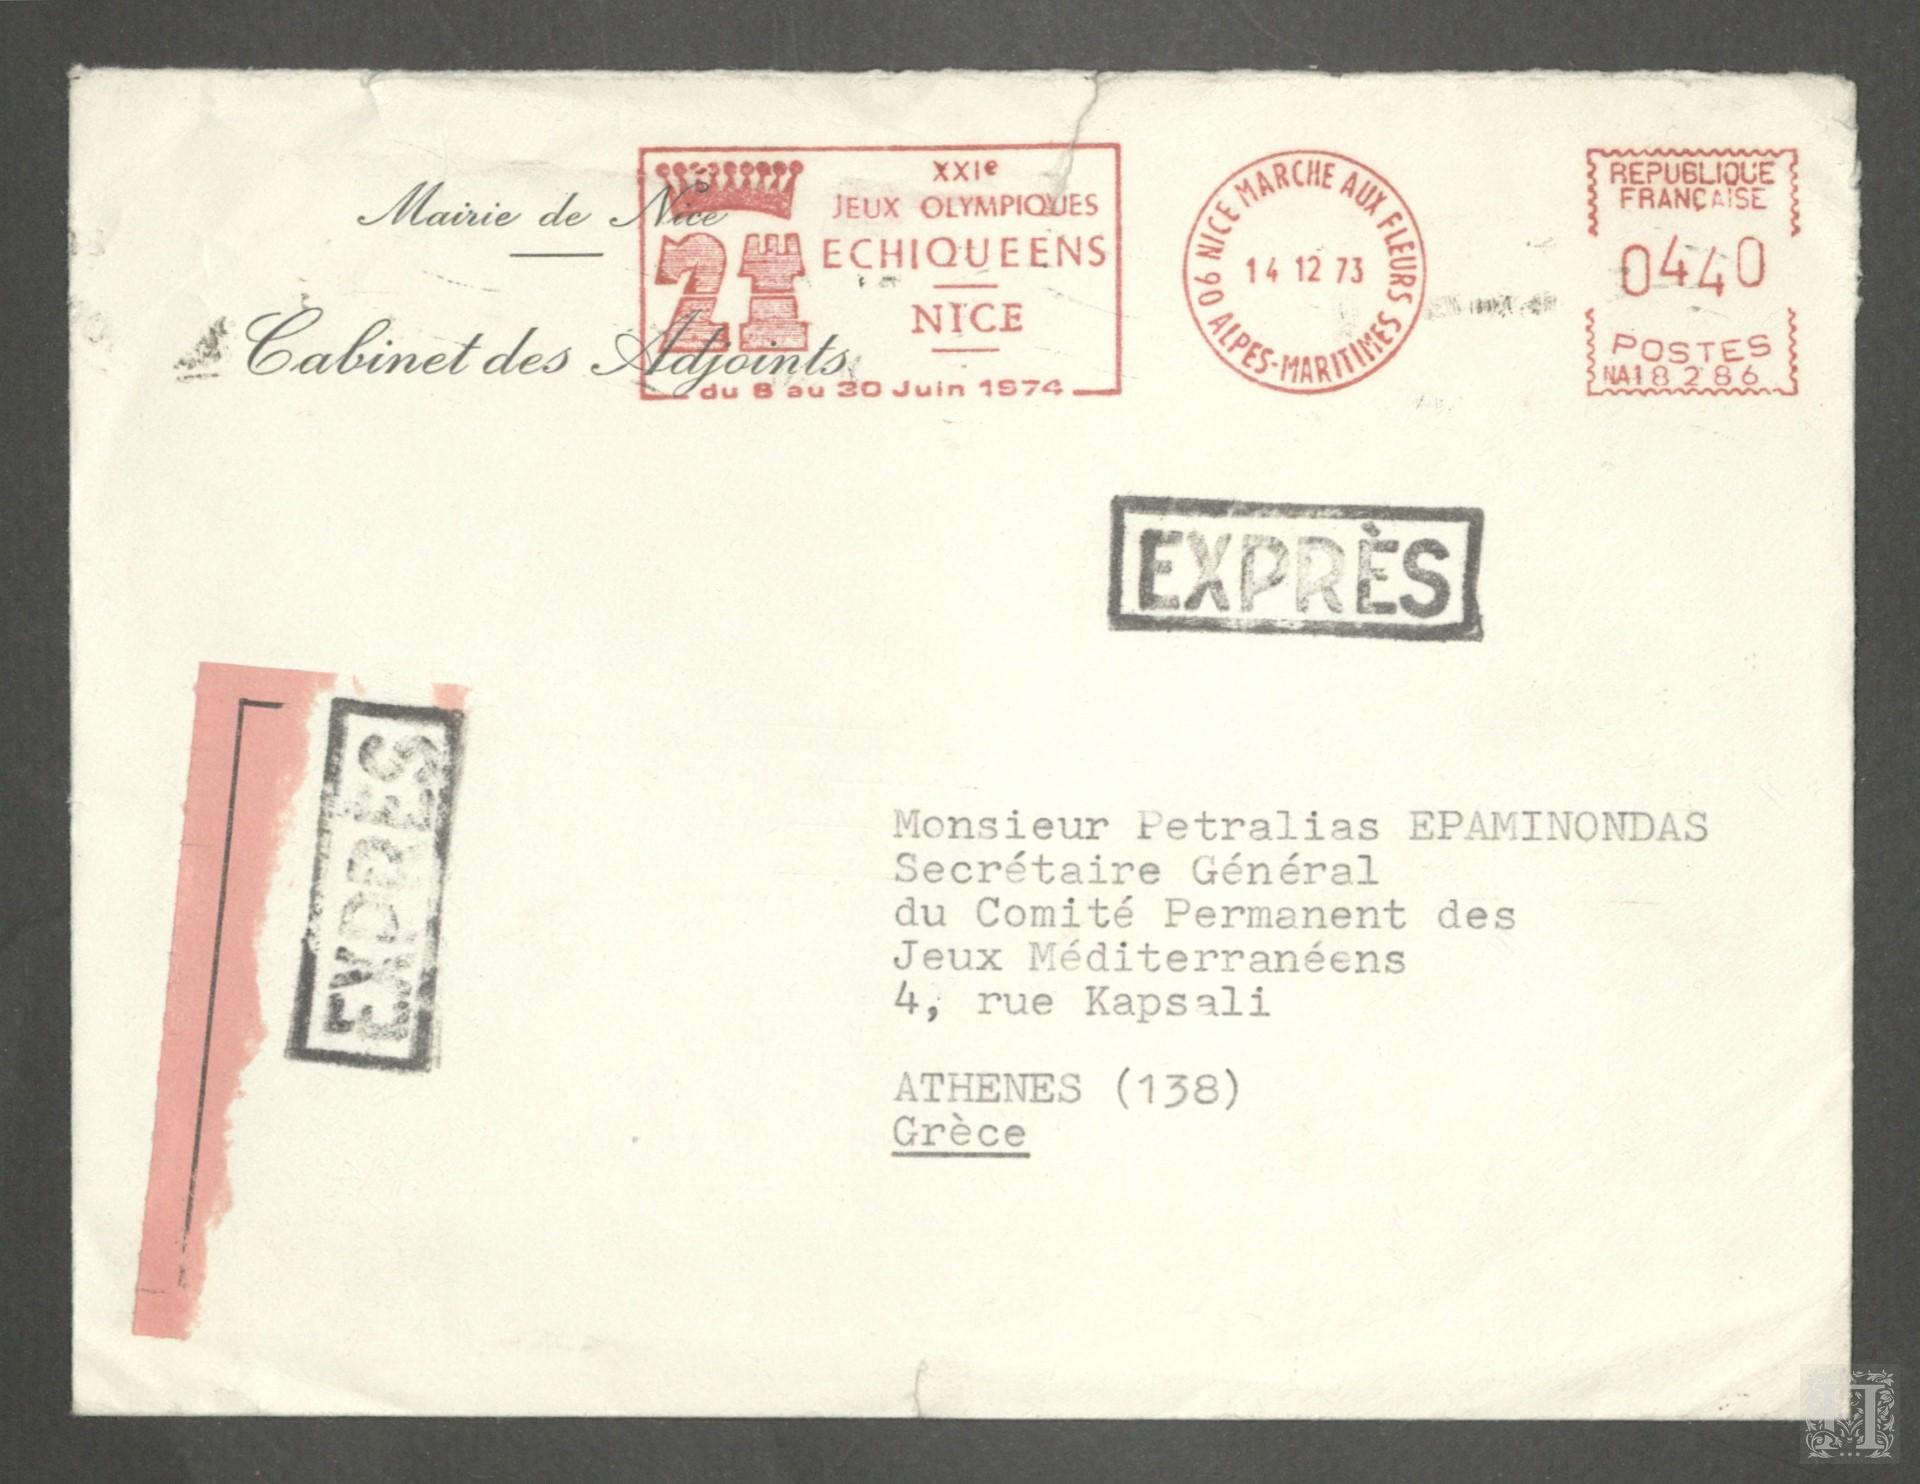 Mairie de Nice
Cabinet des Adjoints
XXIe
JEUX OLYMPIQUES
ECHIQUEENS
NICE
21
du 6 au 30 Juin 1974
06 NICE MARCHE AUX FLEURS
14 12 73
ALPES-MARITIMES
REPUBLIQUE
FRANÇAISE
0440
POSTES
NA18286
EXPRÈS
EXPRÈS
Monsieur Petralias EPAMINONDAS
Secrétaire Général
du Comité Permanent des
Jeux Méditerranéens
4, rue Kapsali
ATHENES (138)
Grèce